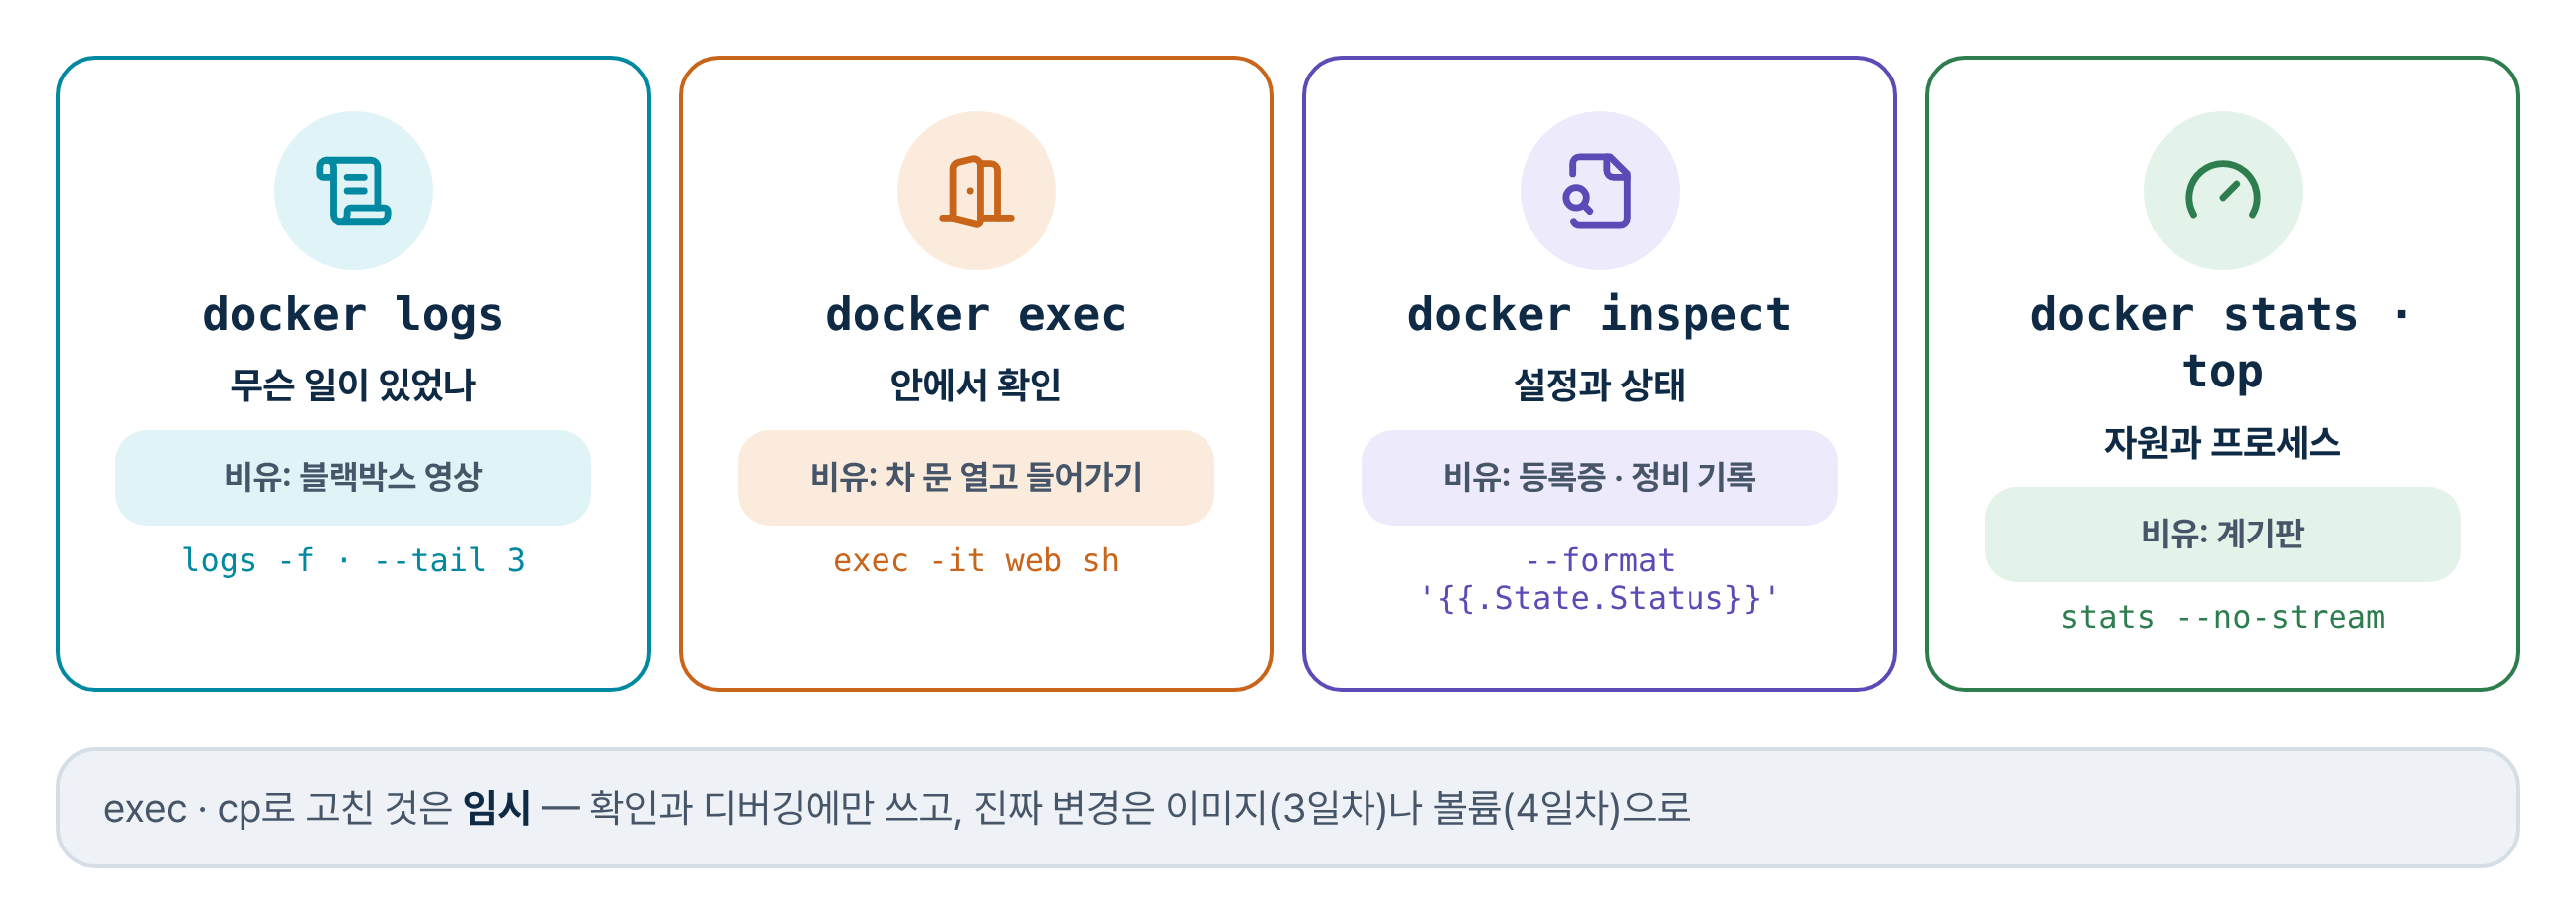 docker logs
무슨 일이 있었나
비유: 블랙박스 영상
logs -f · --tail 3
docker exec
안에서 확인
비유: 차 문 열고 들어가기
exec -it web sh
docker inspect
설정과 상태
비유: 등록증 · 정비 기록
--format
'{{.State.Status}}'
docker stats ·
top
자원과 프로세스
비유: 계기판
stats --no-stream
exec · cp로 고친 것은 임시 — 확인과 디버깅에만 쓰고, 진짜 변경은 이미지(3일차)나 볼륨(4일차)으로